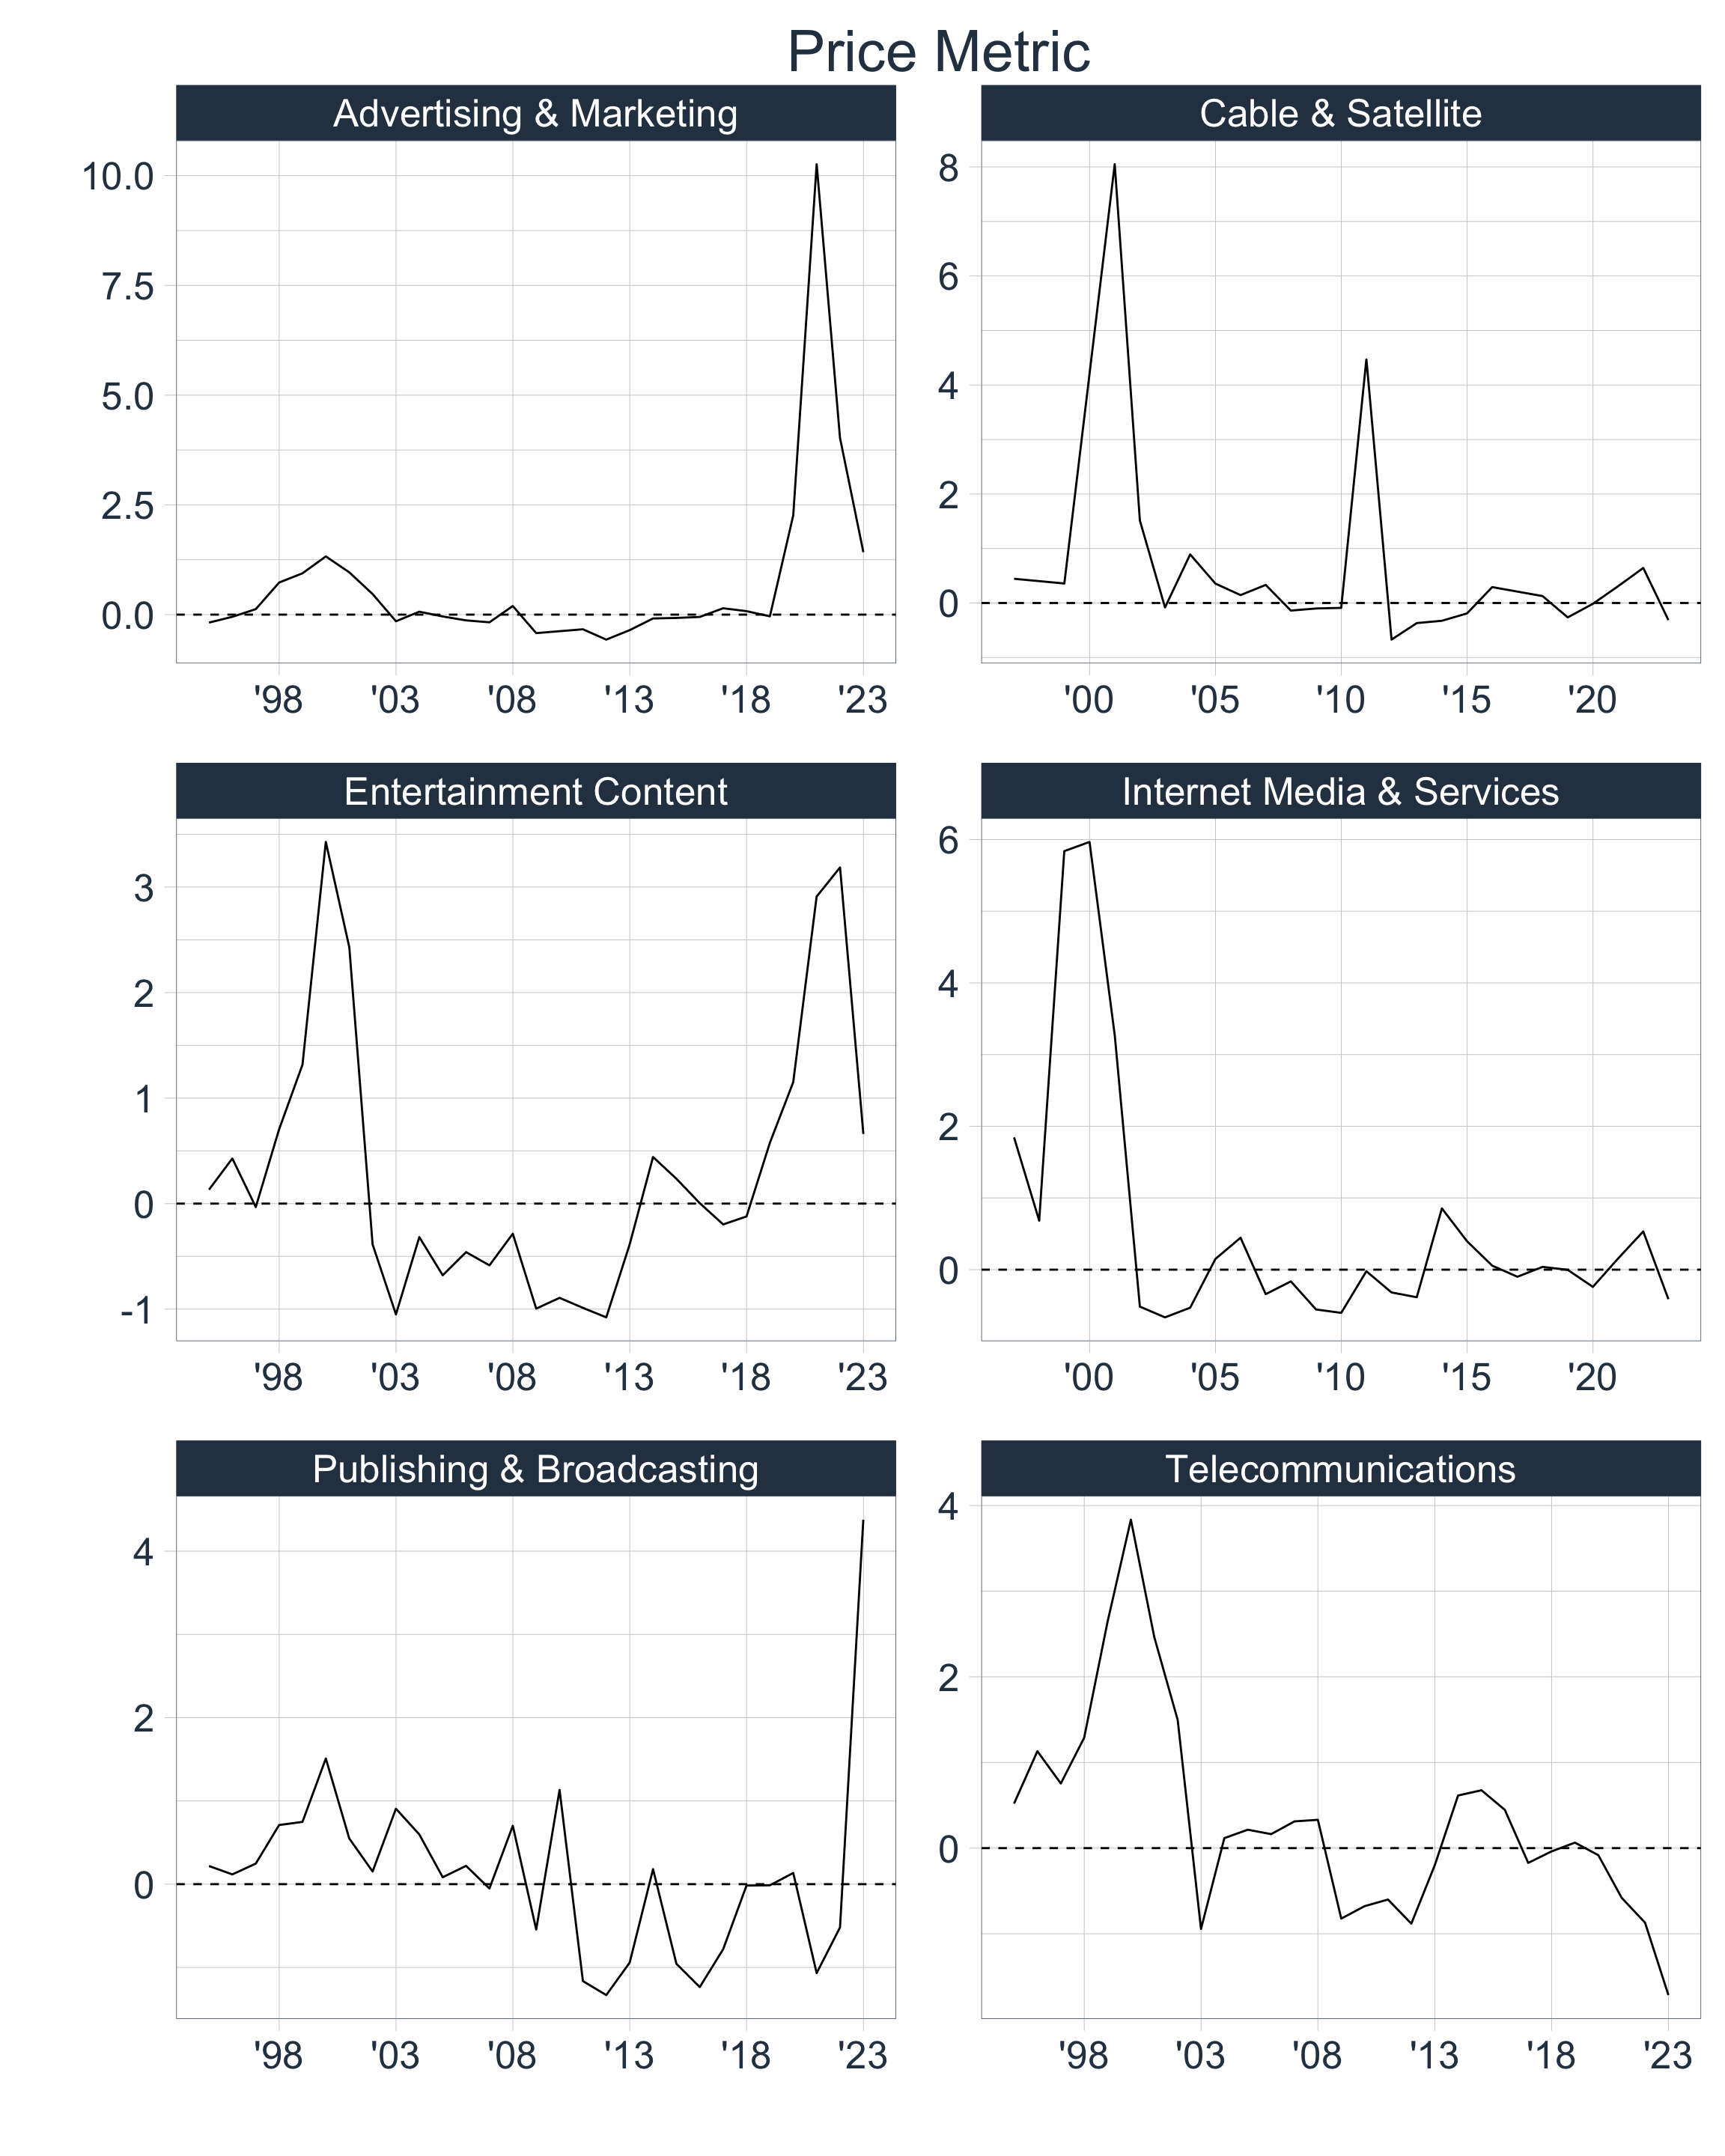 Price Metric
Advertising & Marketing
10.0
7.5
5.0
2.5
0.0
'98 '03 '08 '13 '18 '23
Cable & Satellite
8
6
4
2
0
'00 '05 '10 '15 '20
Entertainment Content
3
2
1
0
-1
'98 '03 '08 '13 '18 '23
Internet Media & Services
6
4
2
0
'00 '05 '10 '15 '20
Publishing & Broadcasting
4
2
0
'98 '03 '08 '13 '18 '23
Telecommunications
4
2
0
'98 '03 '08 '13 '18 '23